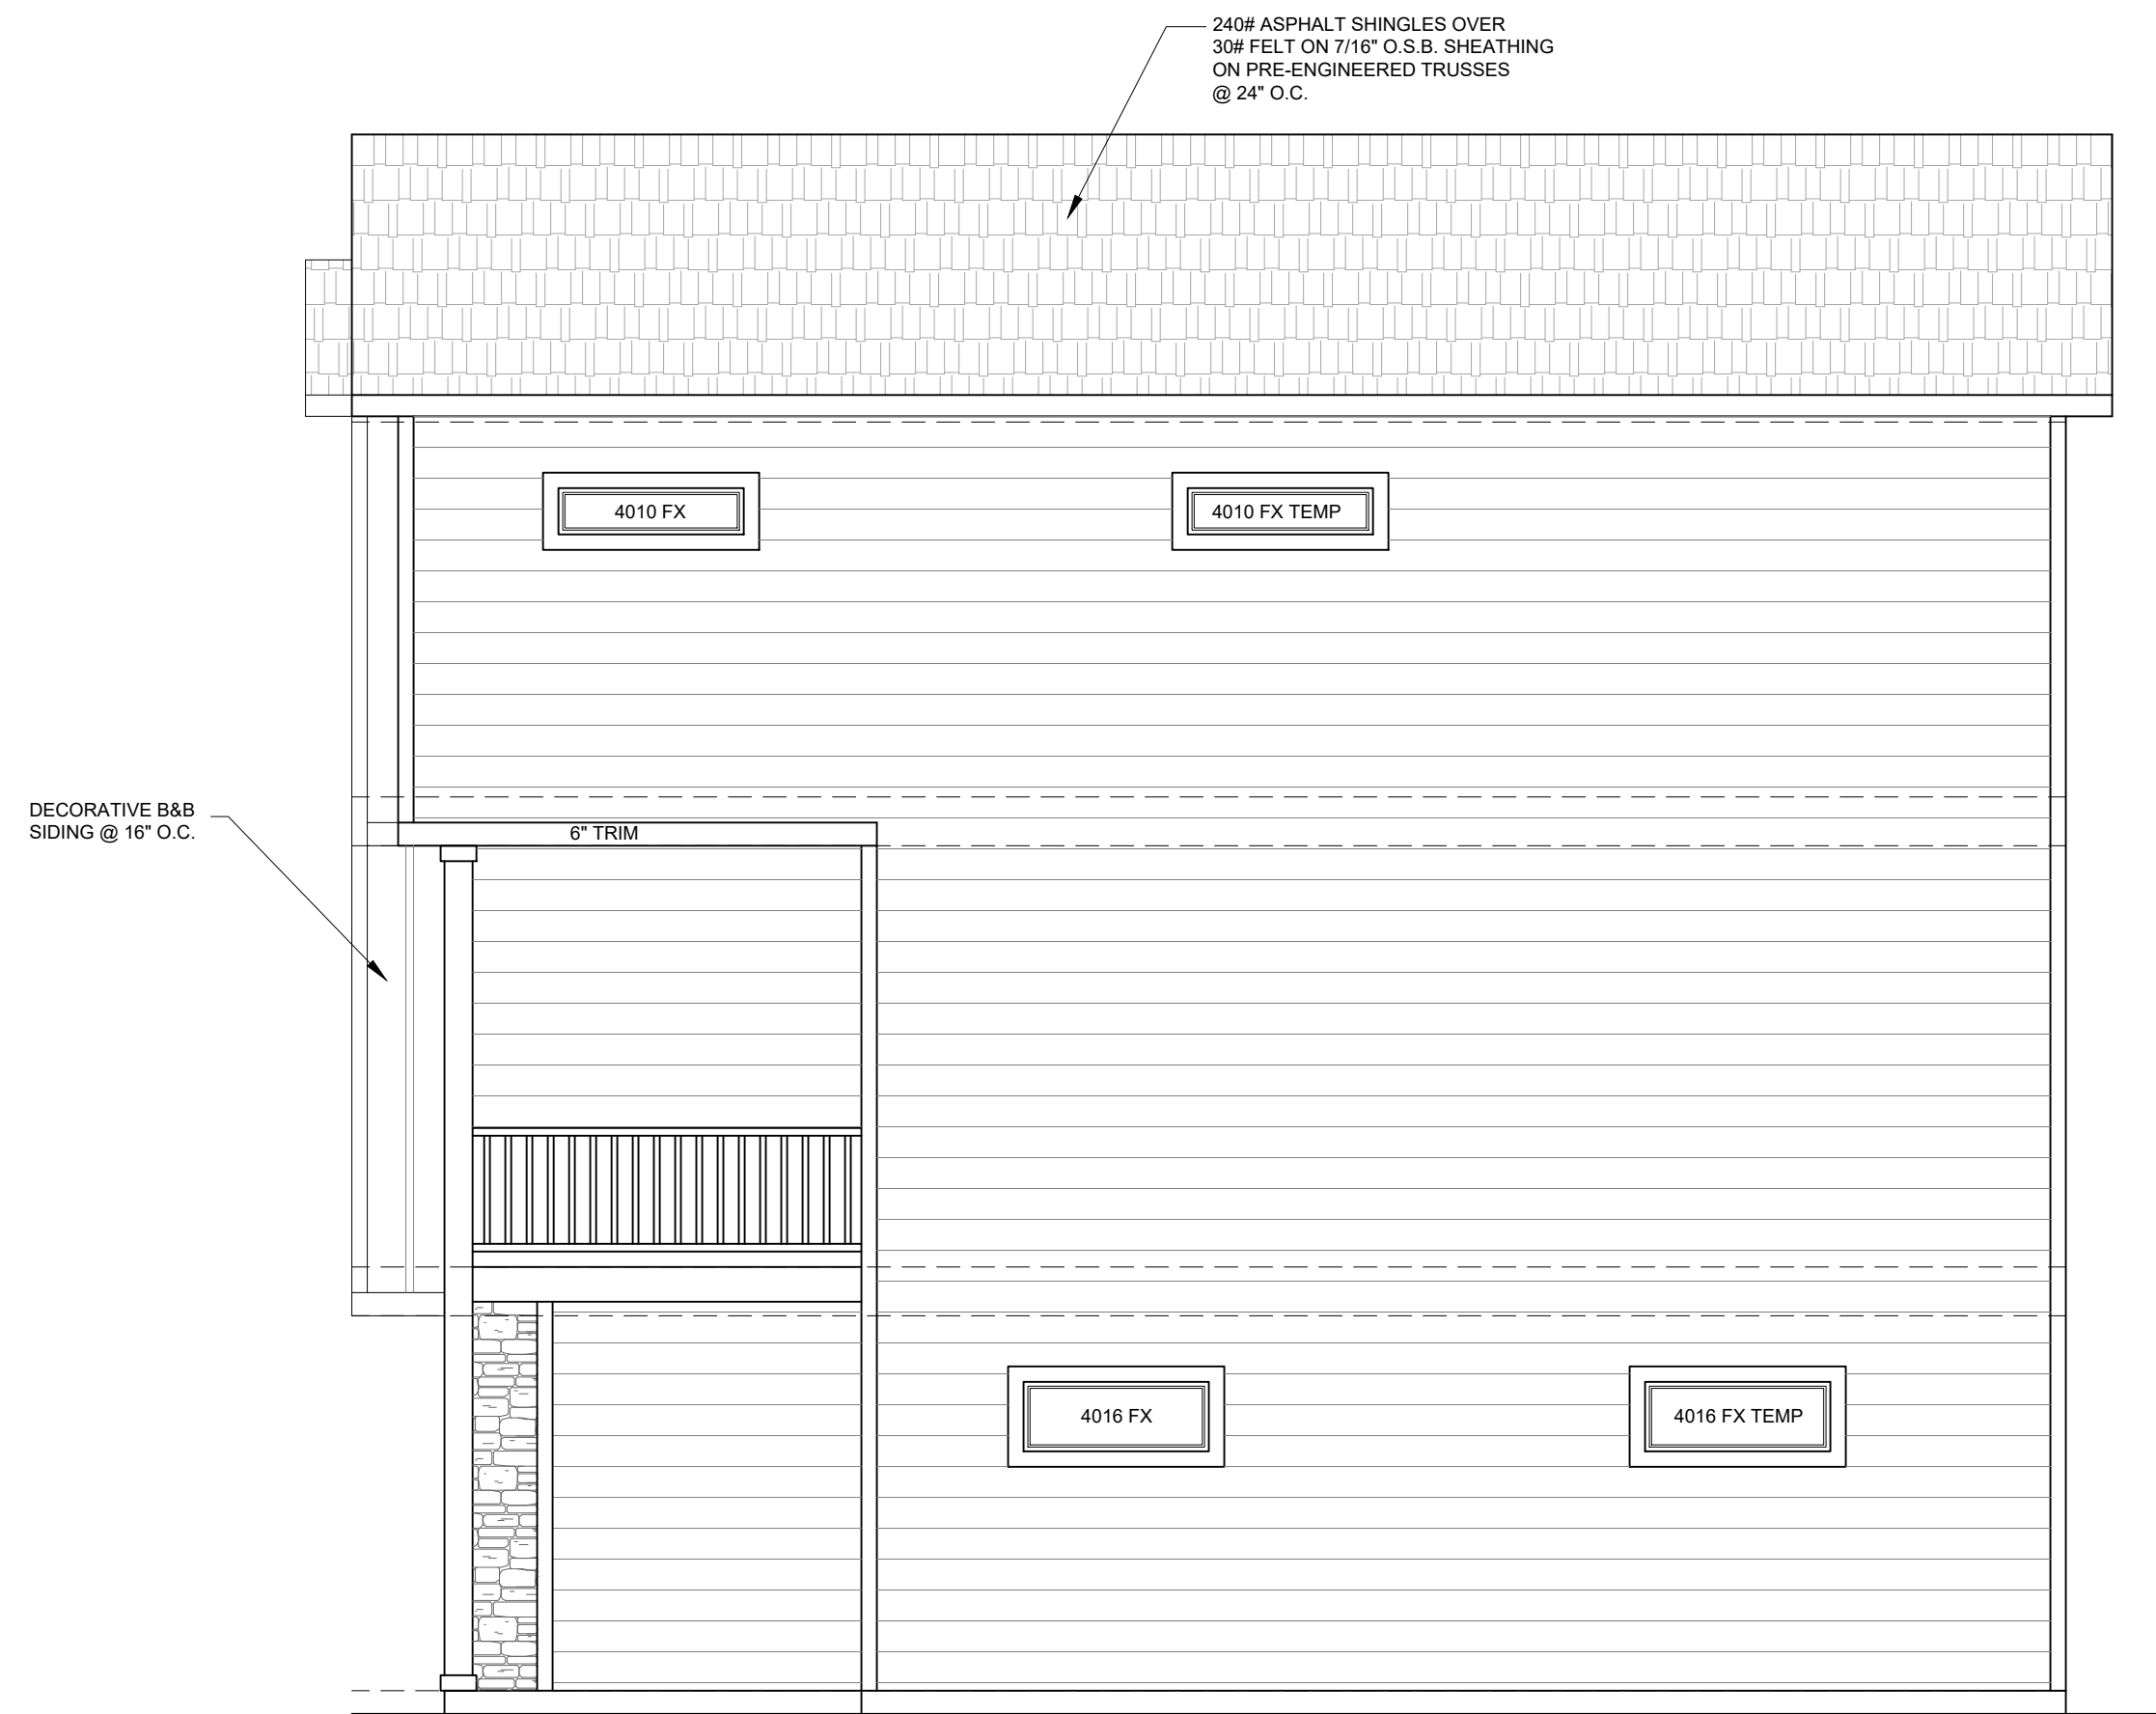 240# ASPHALT SHINGLES OVER
30# FELT ON 7/16" O.S.B. SHEATHING
ON PRE-ENGINEERED TRUSSES
@ 24" O.C.
4010 FX
4010 FX TEMP
DECORATIVE B&B
SIDING @ 16" O.C.
6" TRIM
4016 FX
4016 FX TEMP